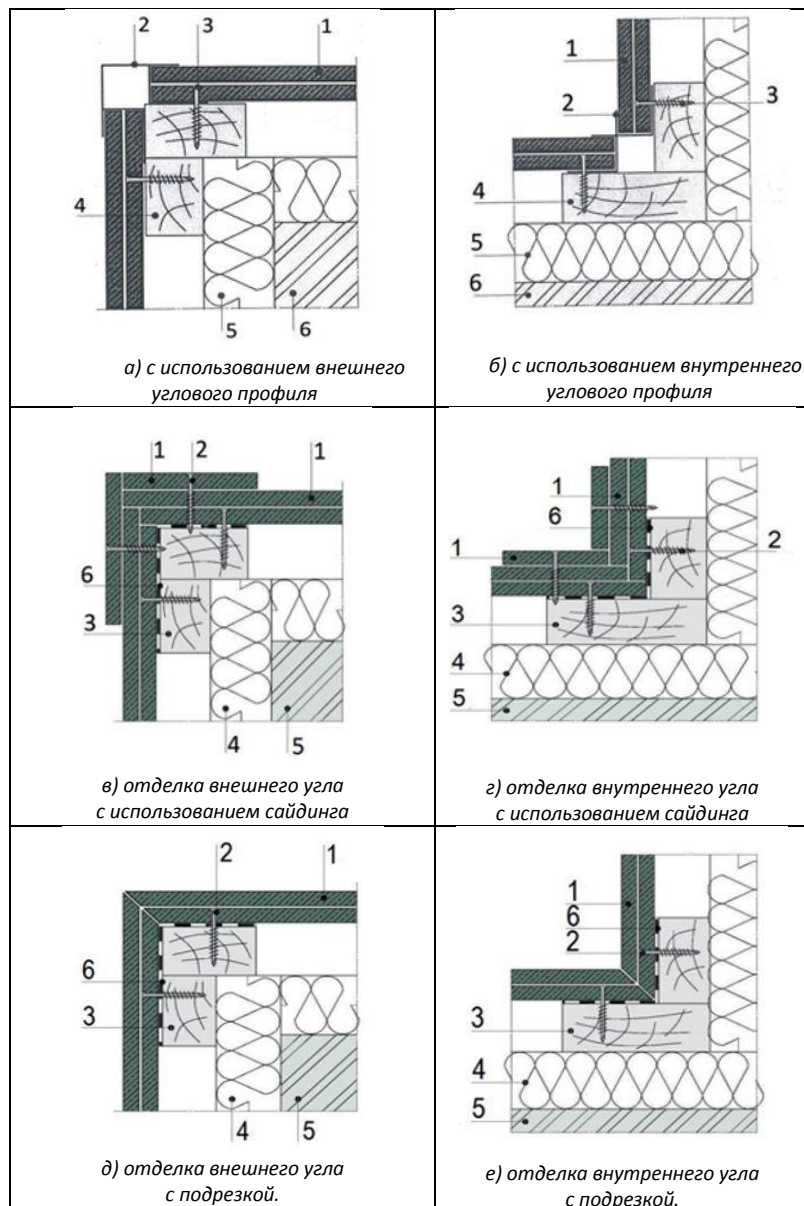 2 3 1
4
5 6
а) с использованием внешнего
углового профиля
1
2
3
4
5
6
б) с использованием внутреннего
углового профиля
1 2 1
6
3
4 5
в) отделка внешнего угла
с использованием сайдинга
1
6
1
2
3
4
5
г) отделка внутреннего угла
с использованием сайдинга
2 1
6
3
4 5
д) отделка внешнего угла
с подрезкой.
1
6
2
3
4
5
е) отделка внутреннего угла
с подрезкой.